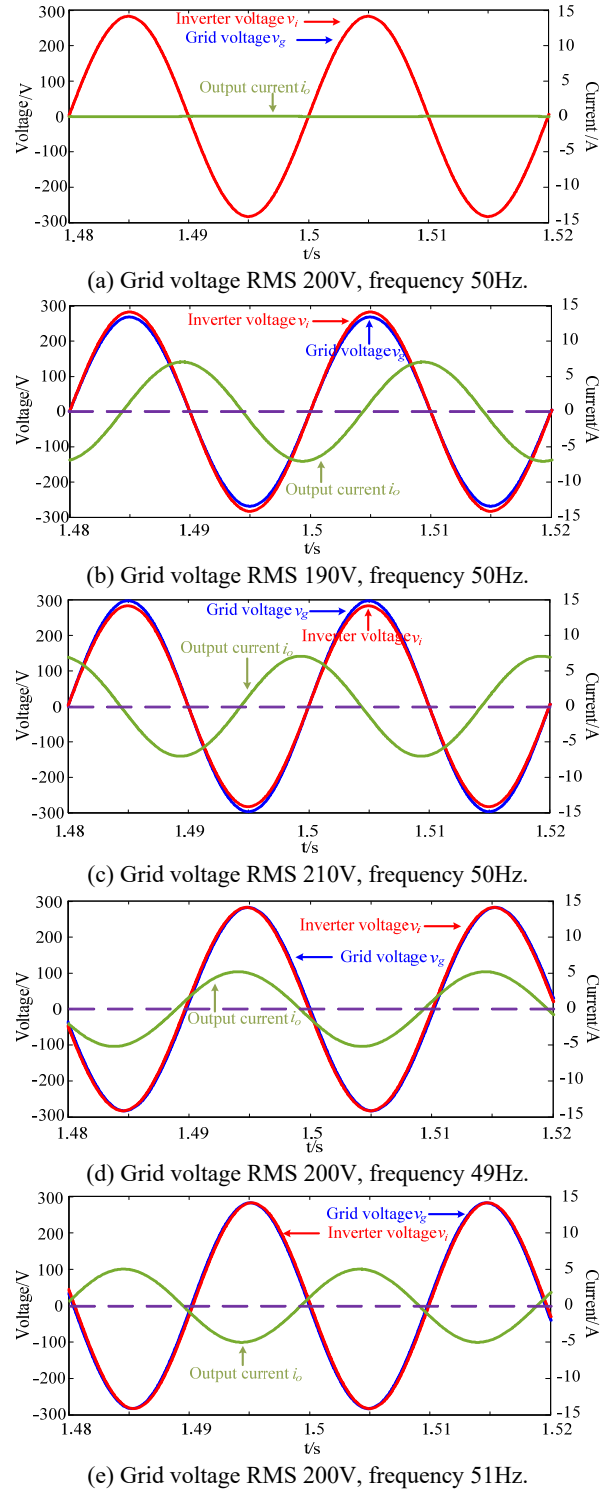 300
200
100
0
-100
-200
-300
Voltage/V
15
10
5
0
-5
-10
-15
Current /A
Inverter voltage vi
Grid voltage vg
Output current io
1.48 1.49 1.5 1.51 1.52
t/s
(a) Grid voltage RMS 200V, frequency 50Hz.
300
200
100
0
-100
-200
-300
Voltage/V
15
10
5
0
-5
-10
-15
Current/A
Inverter voltage vi
Grid voltage vg
Output current io
1.48 1.49 1.5 1.51 1.52
t/s
(b) Grid voltage RMS 190V, frequency 50Hz.
300
200
100
0
-100
-200
-300
Voltage/V
15
10
5
0
-5
-10
-15
Current/A
Grid voltage vg
Inverter voltage vi
Output current io
1.48 1.49 1.5 1.51 1.52
t/s
(c) Grid voltage RMS 210V, frequency 50Hz.
300
200
100
0
-100
-200
-300
Voltage/V
15
10
5
0
-5
-10
-15
Current/A
Inverter voltage vi
Grid voltage vg
Output current io
1.48 1.49 1.5 1.51 1.52
t/s
(d) Grid voltage RMS 200V, frequency 49Hz.
300
200
100
0
-100
-200
-300
Voltage/V
15
10
5
0
-5
-10
-15
Current/A
Grid voltage vg
Inverter voltage vi
Output current io
1.48 1.49 1.5 1.51 1.52
t/s
(e) Grid voltage RMS 200V, frequency 51Hz.